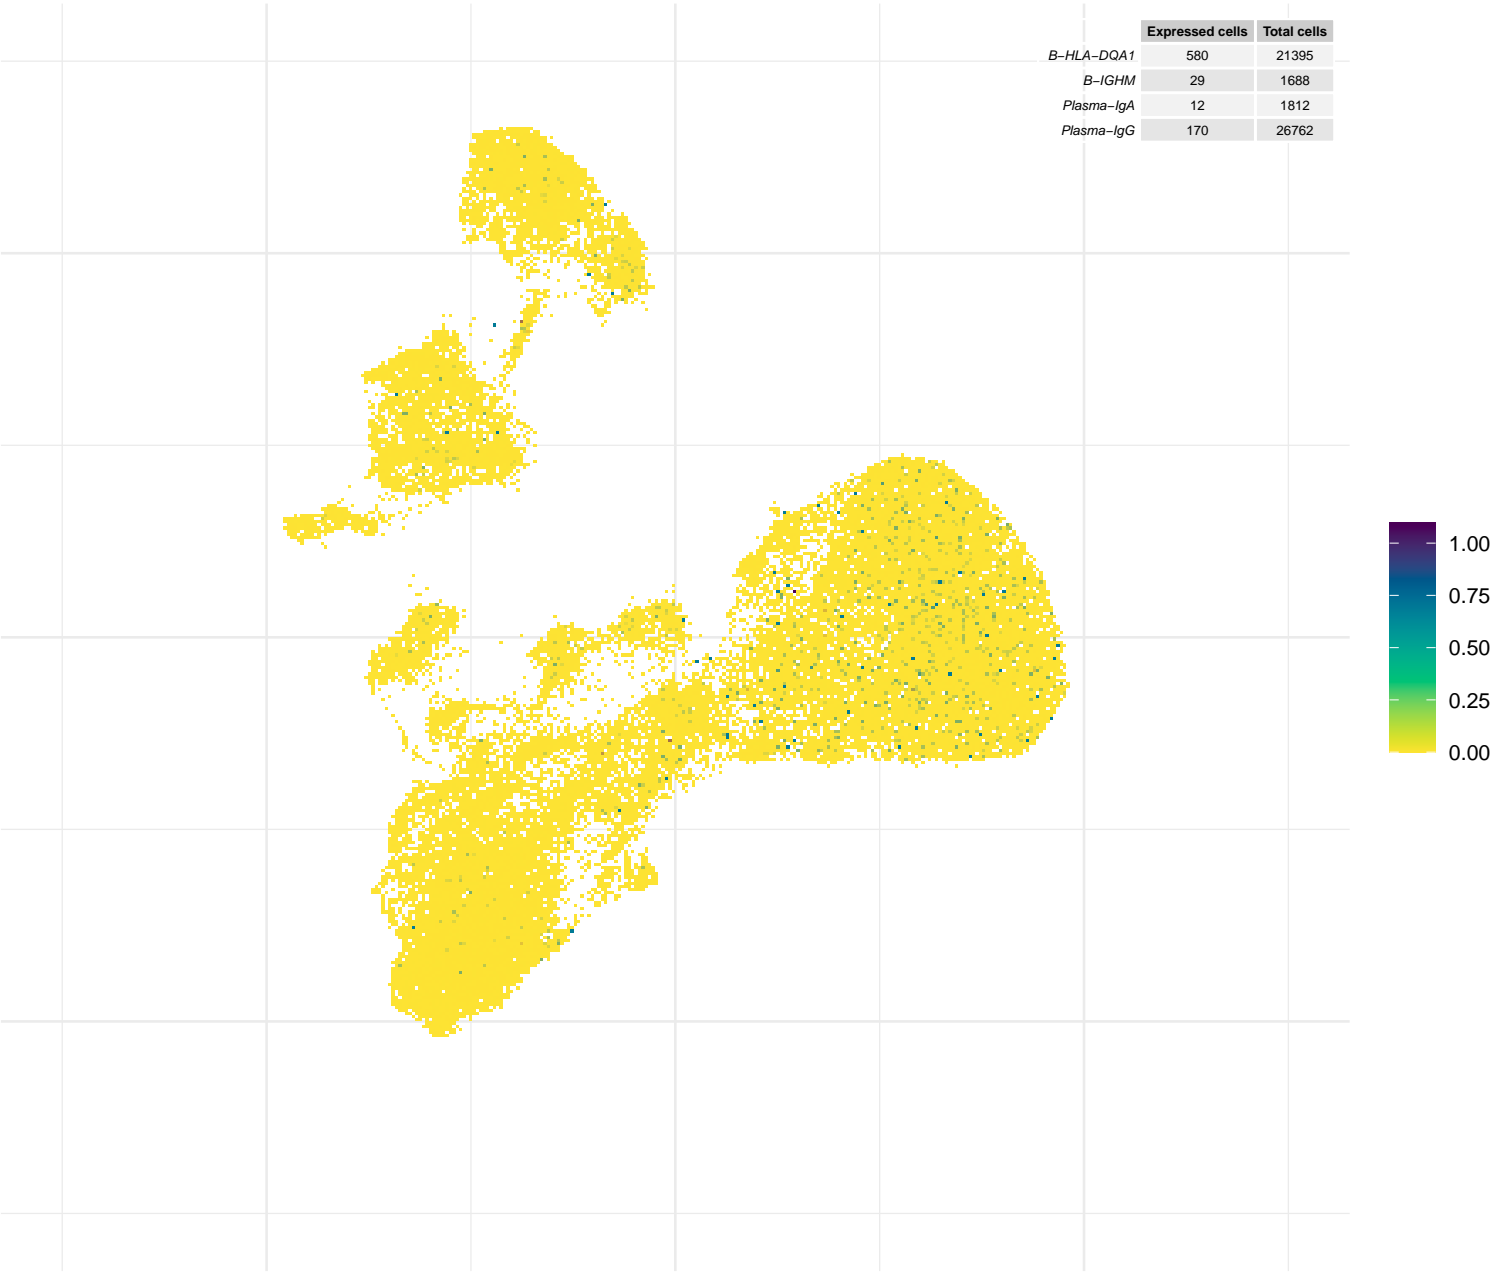 Expressed cells Total cells
B−HLA−DQA1 580 21395
B−IGHM 29 1688
Plasma−IgA 12 1812
Plasma−IgG 170 26762
1.00
0.75
0.50
0.25
0.00